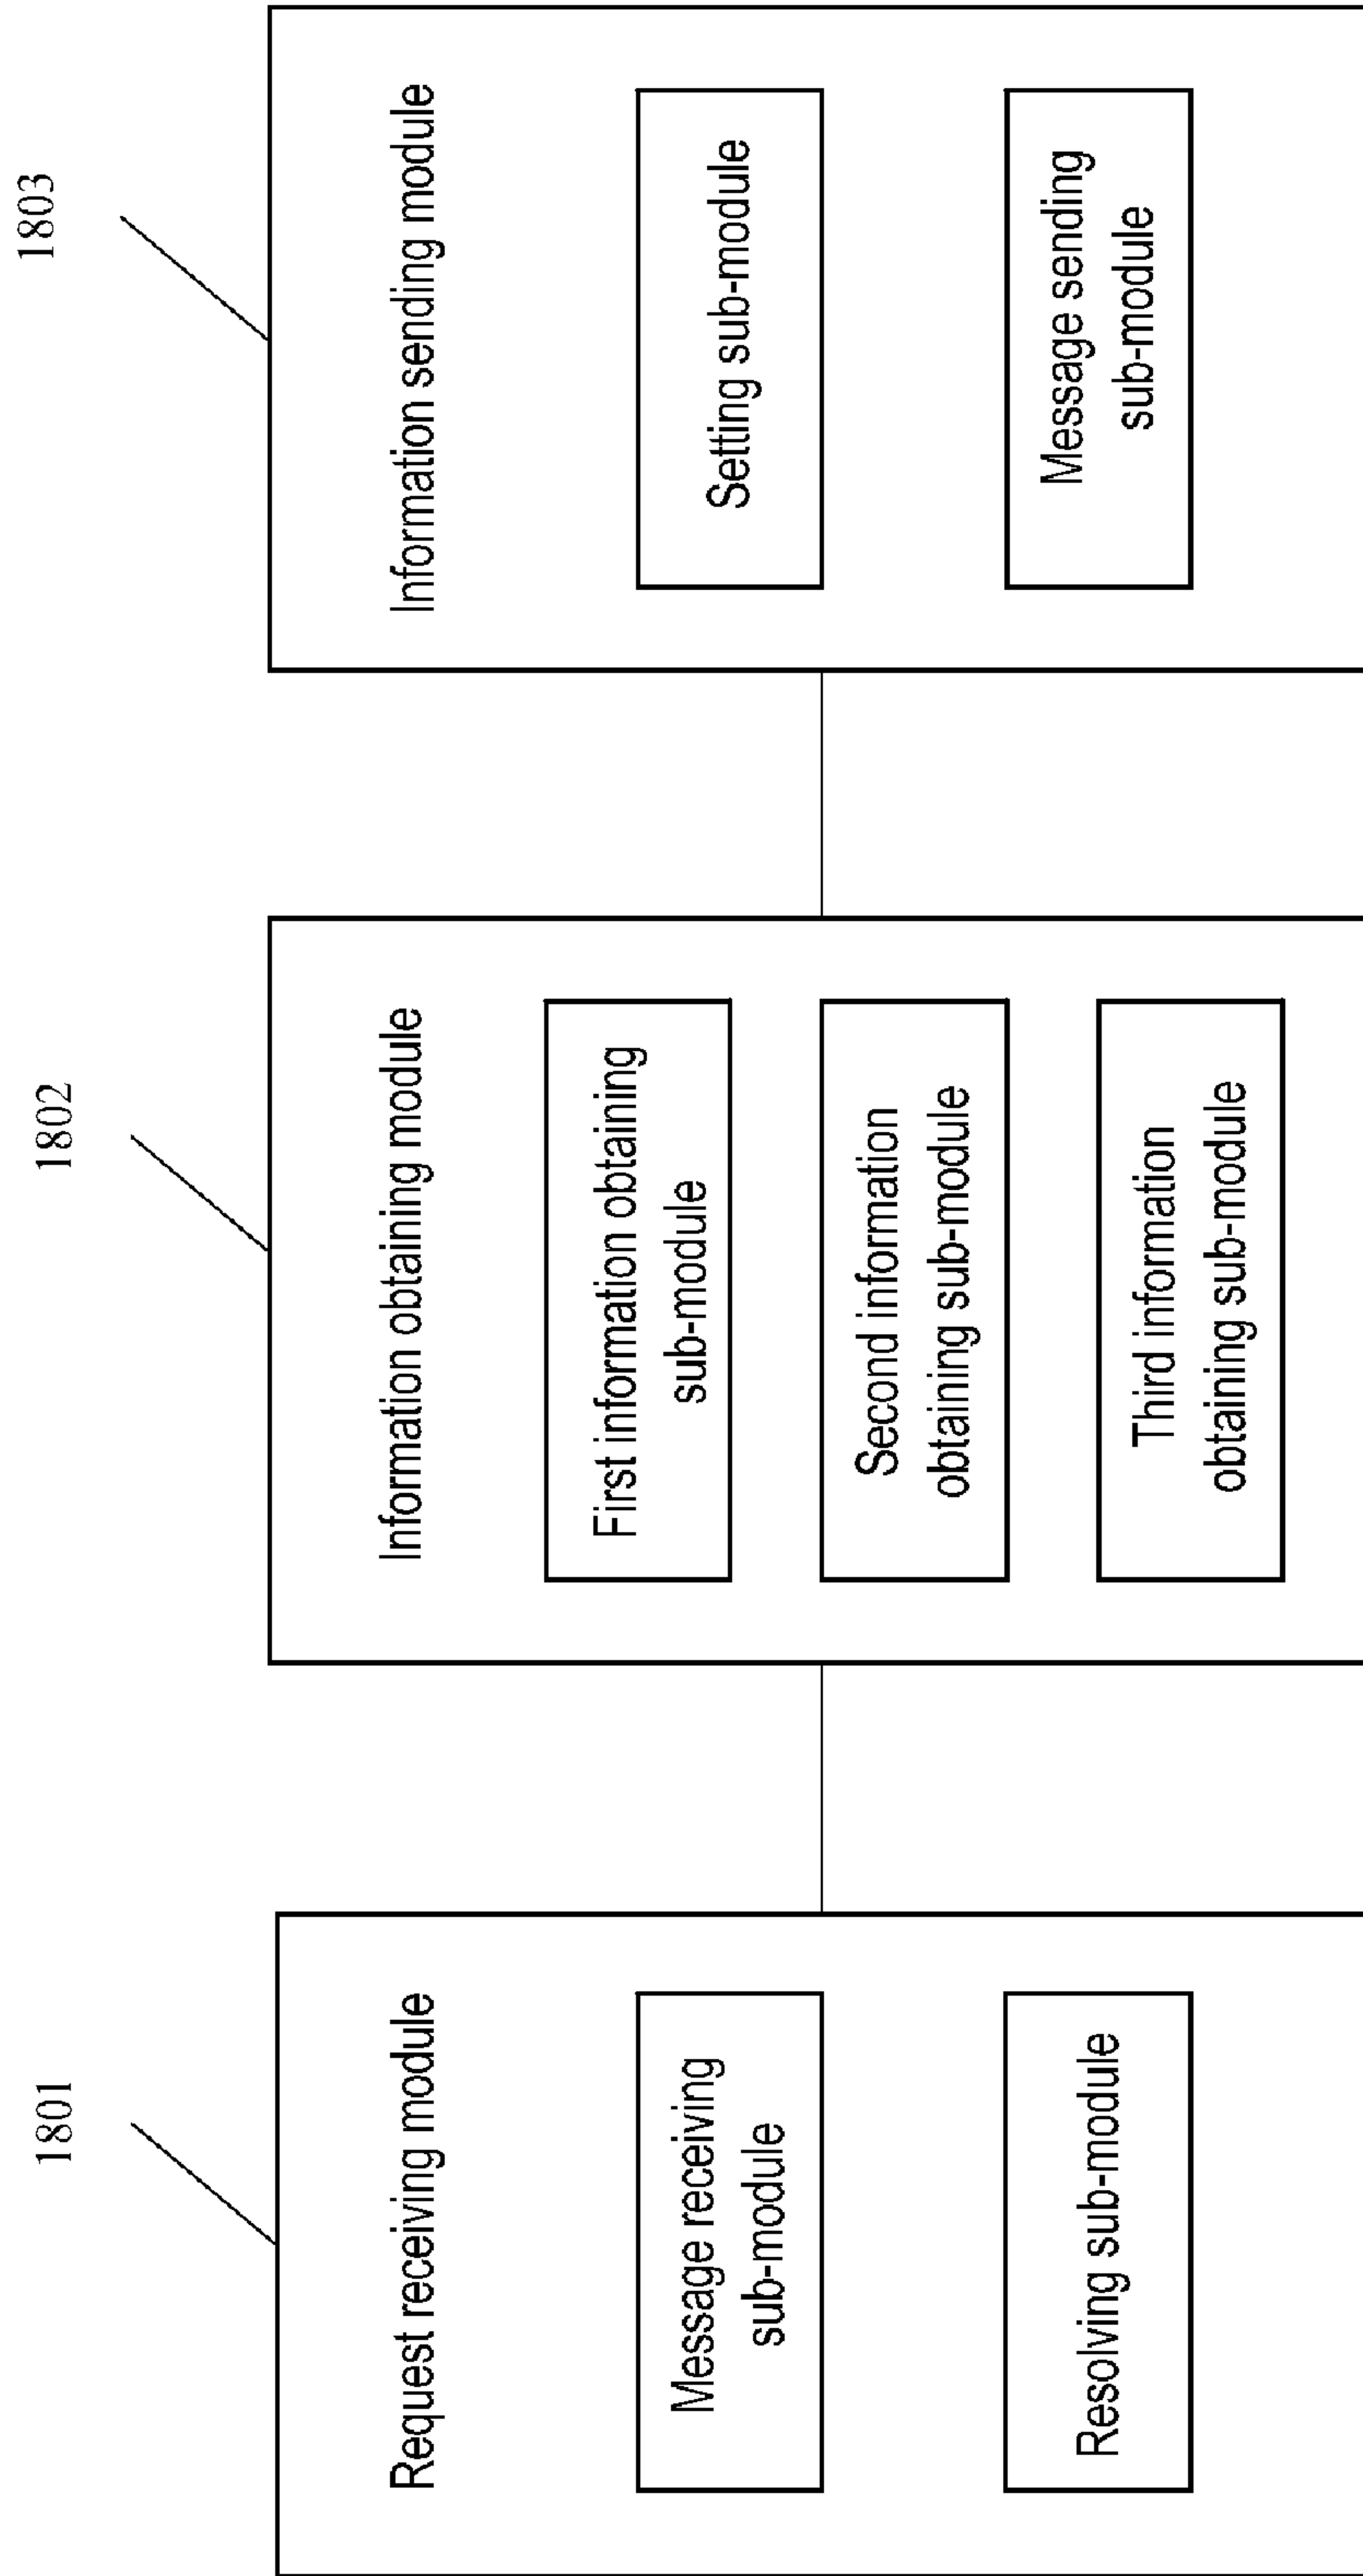 1801
Request receiving module
Message receiving
sub-module
Resolving sub-module
1802
Information obtaining module
First information obtaining
sub-module
Second information
obtaining sub-module
Third information
obtaining sub-module
1803
Information sending module
Setting sub-module
Message sending
sub-module